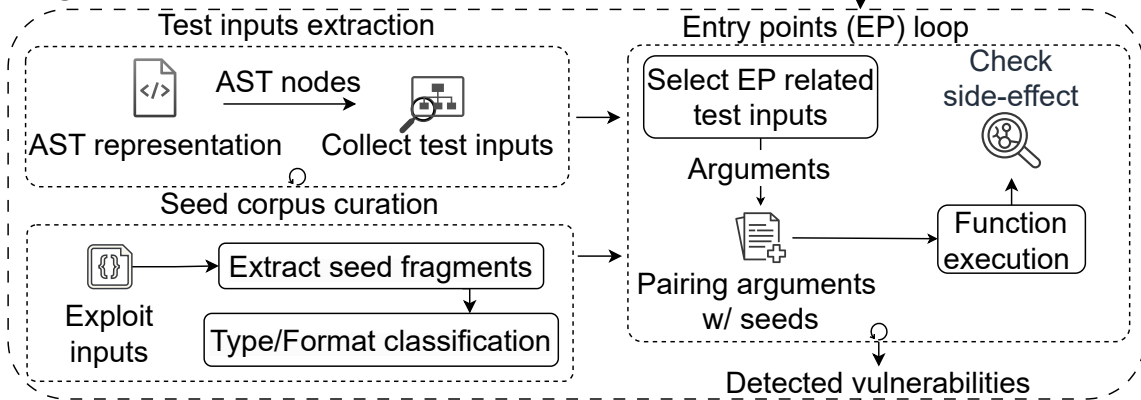 Test inputs extraction
</>
AST nodes
AST representation
Collect test inputs
Seed corpus curation
{}
Exploit
inputs
Extract seed fragments
Type/Format classification
Entry points (EP) loop
Select EP related
test inputs
Arguments
Pairing arguments
w/ seeds
Function
execution
Check
side-effect
Detected vulnerabilities